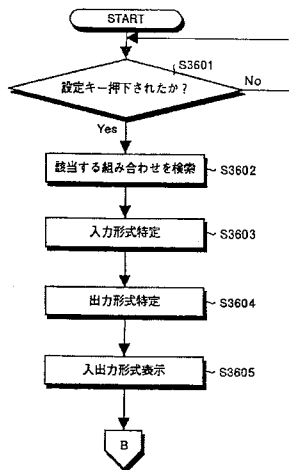 START
S3601
設定キー押下されたか?
No
Yes
該当する組み合わせを検索
S3602
入力形式特定
S3603
出力形式特定
S3604
入出力形式表示
S3605
B